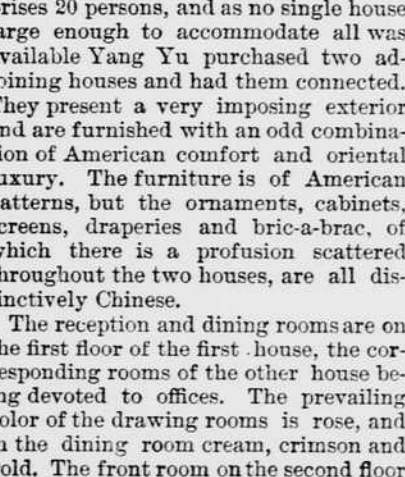 rises 20 persons, and as no single house
arge enough to accommodate all was
vailable Yang Yu purchased two ad-
oining houses and had them connected.
They present a very imposing exterior
nd are furnished with an odd combina-
ion of American comfort and oriental
uxury. The furniture is of American
atterns, but the ornaments, cabinets,
creens, draperies and bric-a-brac, of
which there is a profusion scattered
hroughout the two houses, are all dis-
inctively Chinese.
The reception and dining rooms are on
he first floor of the first house, the cor-
esponding rooms of the other house be-
ng devoted to offices. The prevailing
olor of the drawing rooms is rose, and
n the dining room cream, crimson and
old. The front room on the second floor